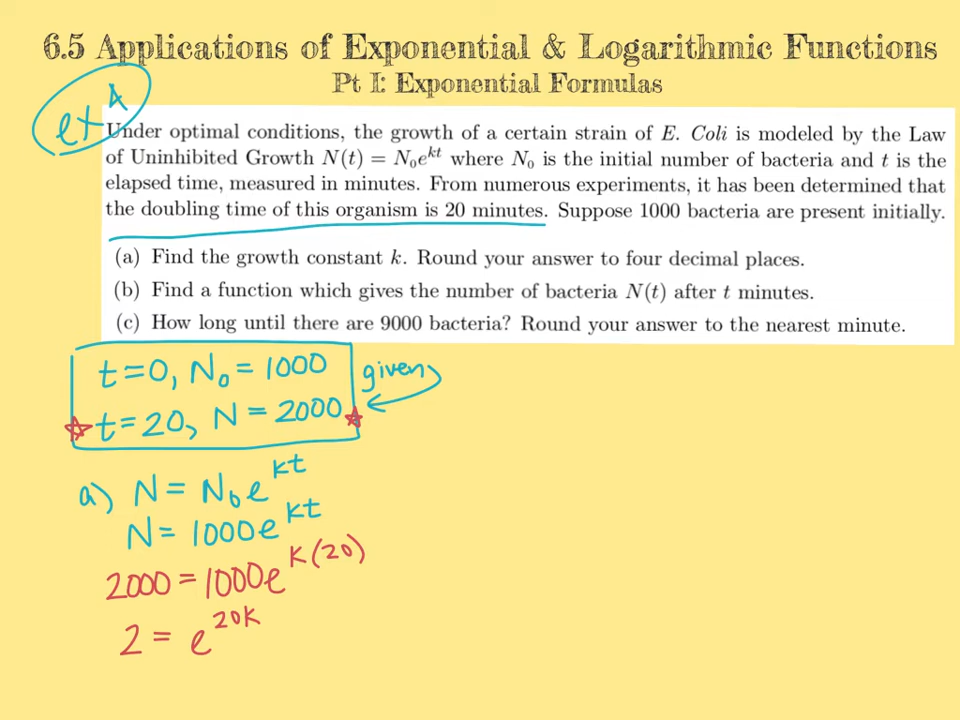 6.5 Applications of Exponential & Logarithmic Functions
Pt I: Exponential Formulas
ex 4
Under optimal conditions, the growth of a certain strain of E. Coli is modeled by the Law
of Uninhibited Growth N(t) = N₀eᵏᵗ where N₀ is the initial number of bacteria and t is the
elapsed time, measured in minutes. From numerous experiments, it has been determined that
the doubling time of this organism is 20 minutes. Suppose 1000 bacteria are present initially.
(a) Find the growth constant k. Round your answer to four decimal places.
(b) Find a function which gives the number of bacteria N(t) after t minutes.
(c) How long until there are 9000 bacteria? Round your answer to the nearest minute.
t=0, N₀ = 1000 given
☆t=20, N = 2000☆
a) N = N₀e^kt
N = 1000e^kt
2000 = 1000e^k(20)
2 = e^20k